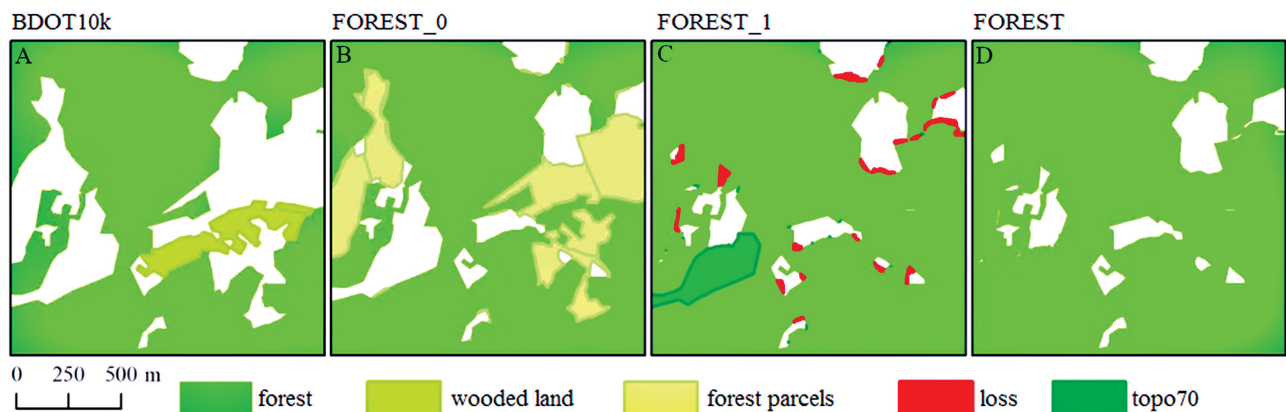 BDOT10k
FOREST_0
FOREST_1
FOREST
A
B
C
D
0 250 500 m
forest
wooded land
forest parcels
loss
topo70